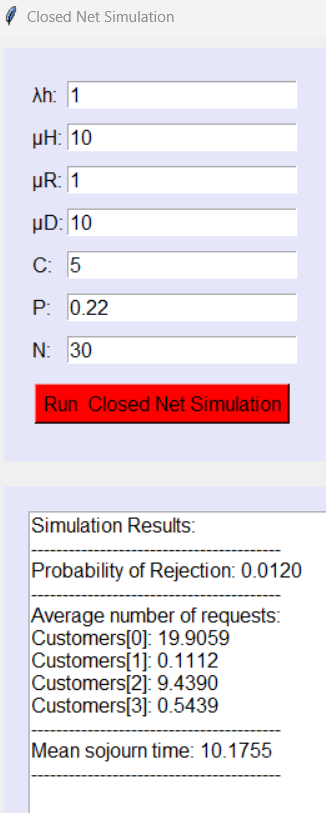 Closed Net Simulation
λh: 1
μH: 10
μR: 1
μD: 10
C: 5
P: 0.22
N: 30
Run  Closed Net Simulation
Simulation Results:
----------------------------------------
Probability of Rejection: 0.0120
----------------------------------------
Average number of requests:
Customers[0]: 19.9059
Customers[1]: 0.1112
Customers[2]: 9.4390
Customers[3]: 0.5439
----------------------------------------
Mean sojourn time: 10.1755
----------------------------------------